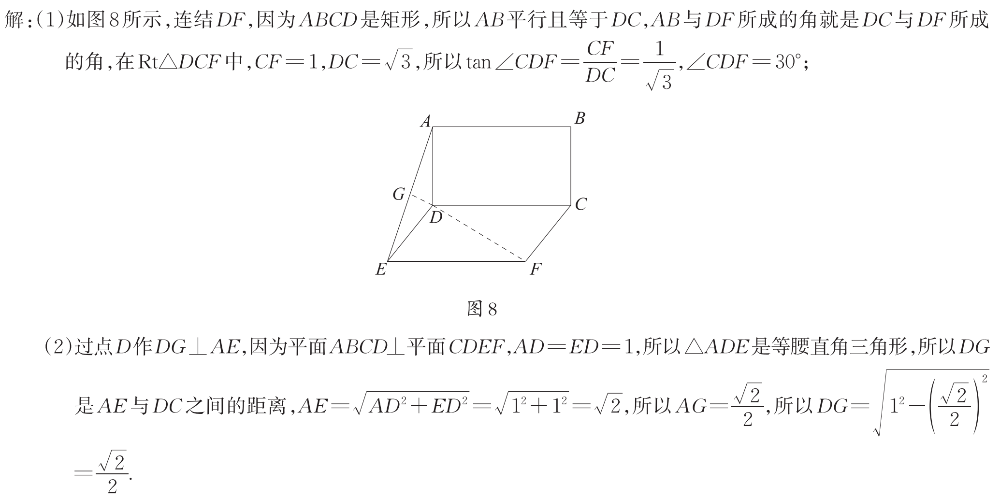 解:(1)如图8所示,连结DF,因为ABCD是矩形,所以AB平行且等于DC,AB与DF所成的角就是DC与DF所成
的角,在Rt△DCF中,CF=1,DC=√3,所以tan∠CDF=CF/DC=1/√3,∠CDF=30°;
A B
G
D C
E F
图8
(2)过点D作DG⊥AE,因为平面ABCD⊥平面CDEF,AD=ED=1,所以△ADE是等腰直角三角形,所以DG
是AE与DC之间的距离,AE=√(AD²+ED²)=√(1²+1²)=√2,所以AG=√2/2,所以DG=√(1²-(√2/2)²)
=√2/2.